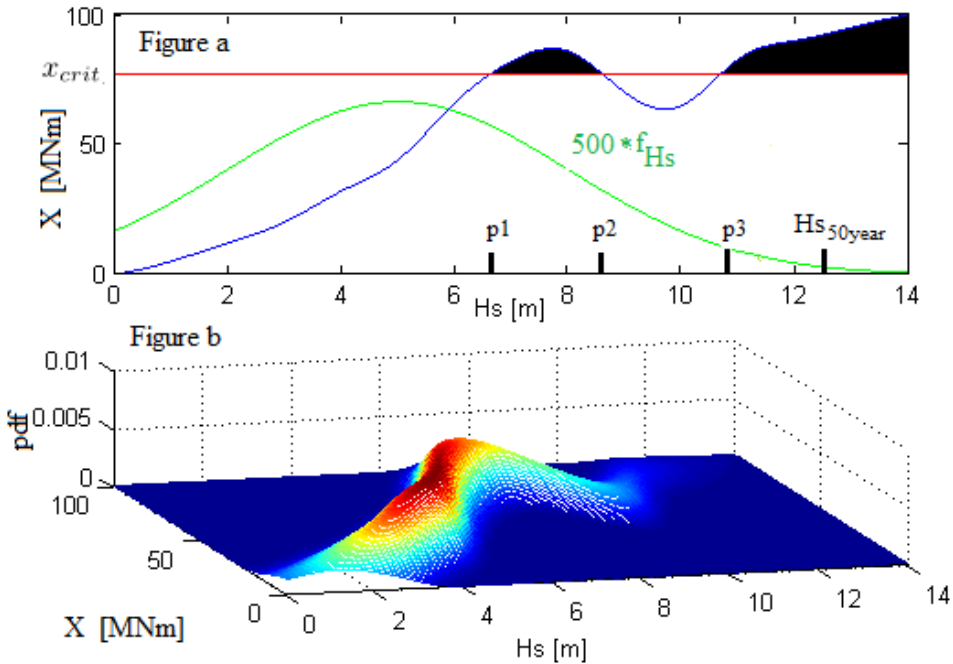 Figure a
100
x_crit.
50
0
X [MNm]
500 * f_Hs
p1
p2
p3
Hs_50year
0
2
4
6
8
10
12
14
Hs [m]
Figure b
0.01
0.005
0
pdf
100
50
0
X [MNm]
0
2
4
6
8
10
12
14
Hs [m]